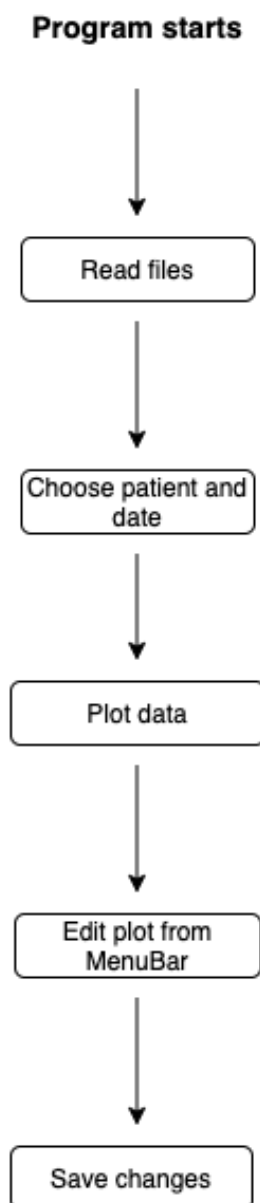 Program starts
Read files
Choose patient and
date
Plot data
Edit plot from
MenuBar
Save changes